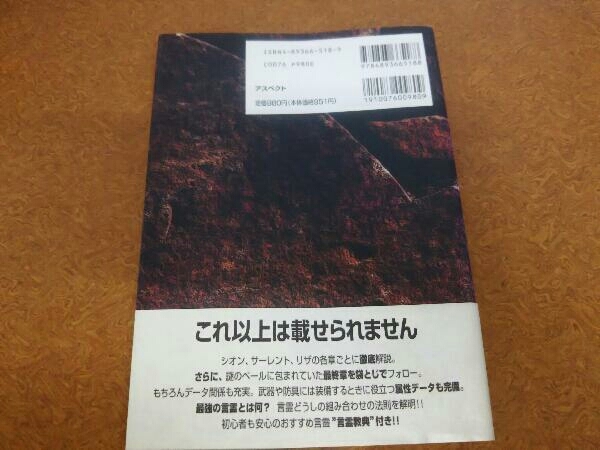 ISBN4-89366-518-9
C0076 P980E
9784893665188
アスペクト
定価980円(本体価格951円)
1910076009809
これ以上は載せられません
シオン、サーレント、リザの各章ごとに徹底解説。
さらに、謎のベールに包まれていた最終章を袋とじでフォロー。
もちろんデータ関係も充実。武器や防具には装備するときに役立つ属性データも完備。
最強の言霊とは何? 言霊どうしの組み合わせの法則を解明!!
初心者も安心のおすすめ言霊"言霊教典"付き!!